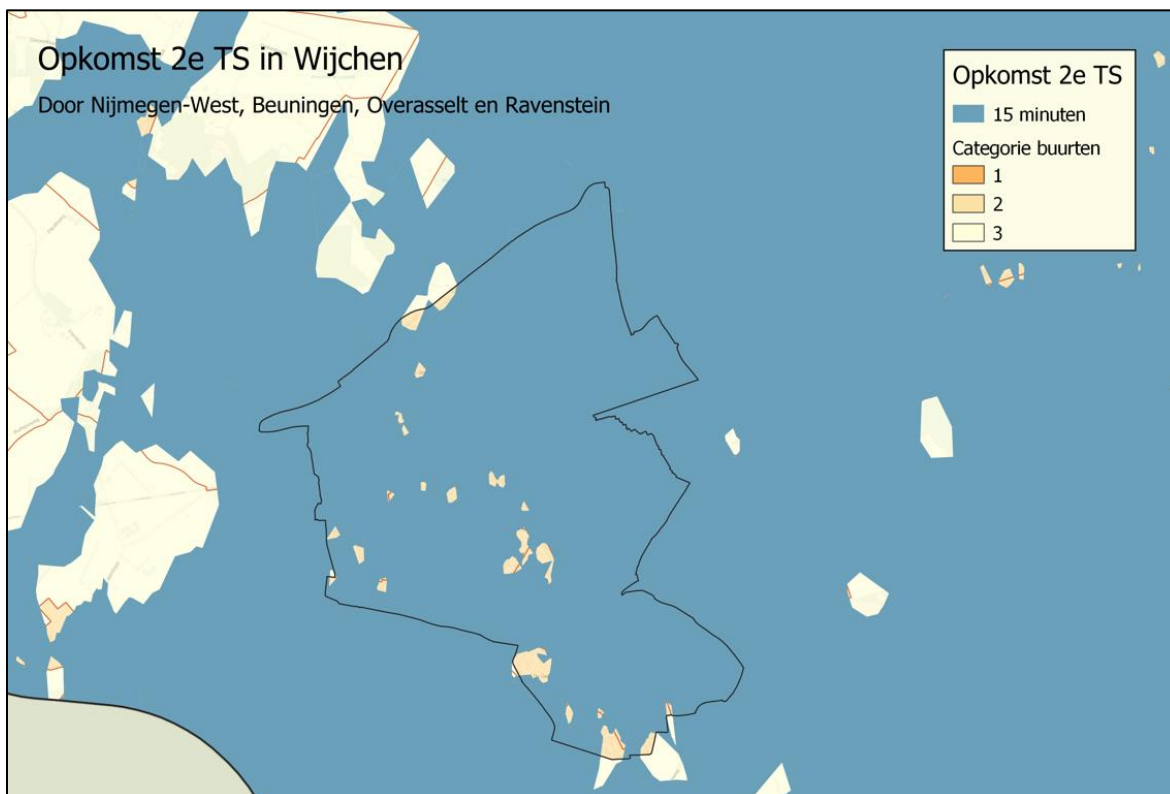 Opkomst 2e TS in Wijchen
Door Nijmegen-West, Beuningen, Overasselt en Ravenstein
Opkomst 2e TS
15 minuten
Categorie buurten
1
2
3